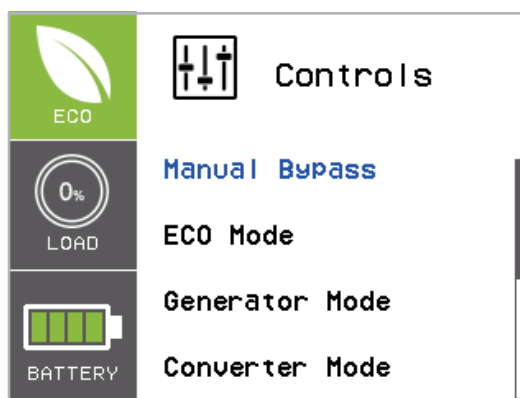 ECO
0%
LOAD
BATTERY
Controls
Manual Bypass
ECO Mode
Generator Mode
Converter Mode